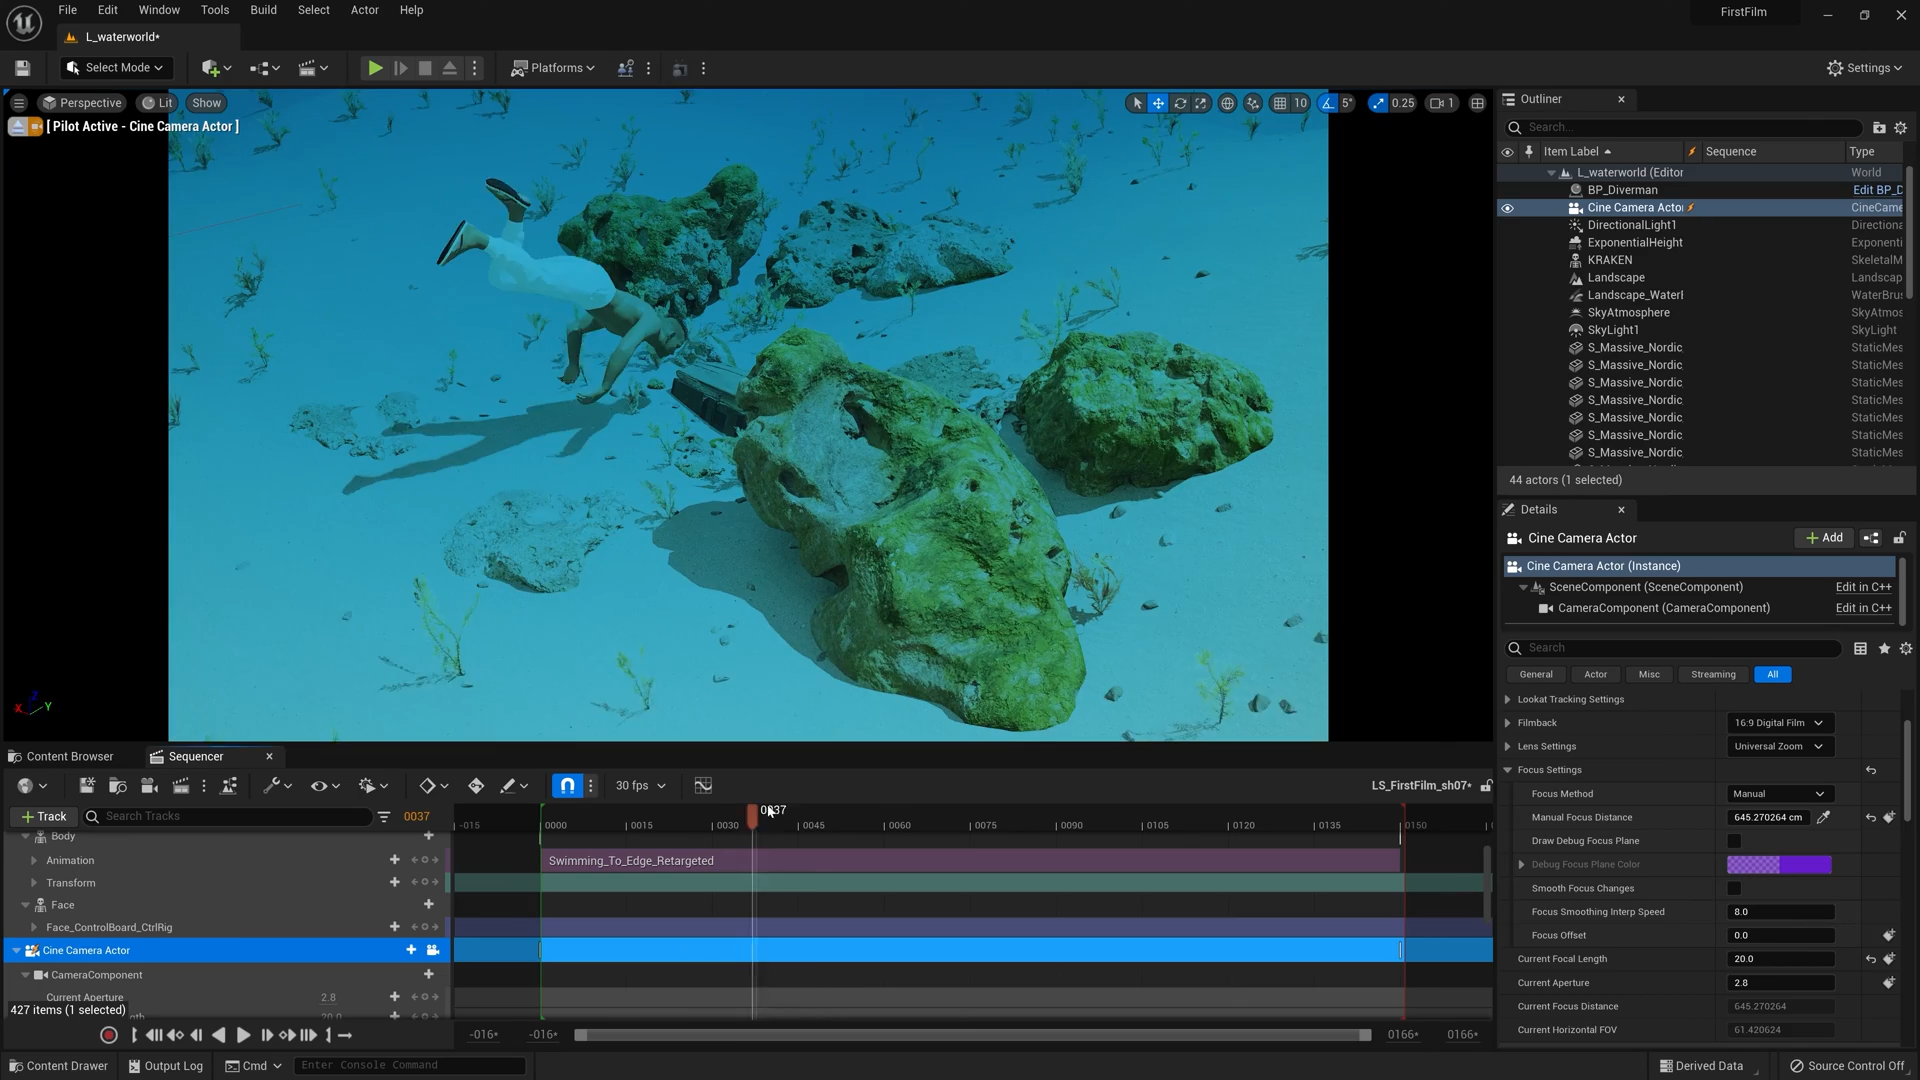 File Edit Window Tools Build Select Actor Help
FirstFilm
L_waterworld*
Select Mode
Platforms
Settings
Perspective Lit Show
10 5° 0.25 1
[ Pilot Active - Cine Camera Actor ]
Outliner
Search...
Item Label Sequence Type
L_waterworld (Editor World
BP_Diverman Edit BP_D
Cine Camera Acto CineCame
DirectionalLight1 Directiona
ExponentialHeight Exponenti
KRAKEN SkeletalM
Landscape Landscap
Landscape_Waterl WaterBrus
SkyAtmosphere SkyAtmos
SkyLight1 SkyLight
S_Massive_Nordic StaticMes
S_Massive_Nordic StaticMes
S_Massive_Nordic StaticMes
S_Massive_Nordic StaticMes
S_Massive_Nordic StaticMes
S_Massive_Nordic StaticMes
S_Massive_Nordic StaticMes
44 actors (1 selected)
Details
Cine Camera Actor
Add
Cine Camera Actor (Instance)
SceneComponent (SceneComponent) Edit in C++
CameraComponent (CameraComponent) Edit in C++
Search
General Actor Misc Streaming All
Lookat Tracking Settings
Filmback 16:9 Digital Film
Lens Settings Universal Zoom
Focus Settings
Focus Method Manual
Manual Focus Distance 645.270264 cm
Draw Debug Focus Plane
Debug Focus Plane Color
Smooth Focus Changes
Focus Smoothing Interp Speed 8.0
Focus Offset 0.0
Current Focal Length 20.0
Current Aperture 2.8
Current Focus Distance 645.270264
Current Horizontal FOV 61.420624
X Y Z
Content Browser Sequencer
30 fps
LS_FirstFilm_sh07*
Track Search Tracks 0037
0037
-015 0000 0015 0030 0045 0060 0075 0090 0105 0120 0135 0150
Body
Animation Swimming_To_Edge_Retargeted
Transform
Face
Face_ControlBoard_CtrlRig
Cine Camera Actor
CameraComponent
Current Aperture 2.8
427 items (1 selected)
20.0
-016* -016* 0166* 0166*
Content Drawer Output Log Cmd Enter Console Command
Derived Data Source Control Off